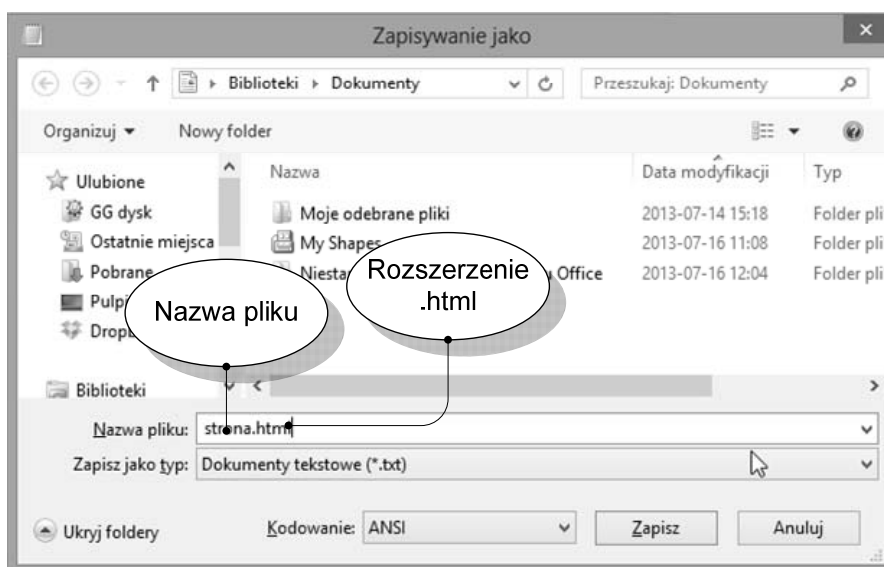 Zapisywanie jako
Biblioteki Dokumenty Przeszukaj: Dokumenty
Organizuj Nowy folder
Nazwa Data modyfikacji Typ
Ulubione
GG dysk
Ostatnie miejsca
Pobrane
Biblioteki
Moje odebrane pliki 2013-07-14 15:18 Folder pli
My Shapes 2013-07-16 11:08 Folder pli
Office 2013-07-16 12:04 Folder pli
Nazwa pliku
Rozszerzenie
.html
Nazwa pliku: strona.html
Zapisz jako typ: Dokumenty tekstowe (*.txt)
Ukryj foldery Kodowanie: ANSI Zapisz Anuluj